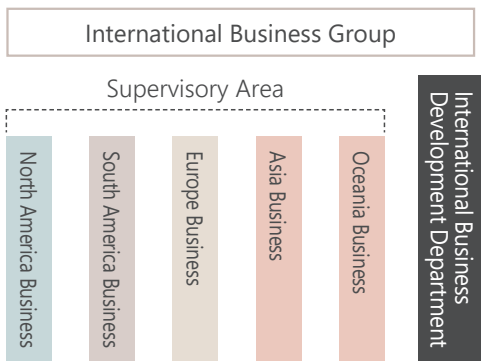 International Business Group
Supervisory Area
North America Business
South America Business
Europe Business
Asia Business
Oceania Business
International Business
Development Department